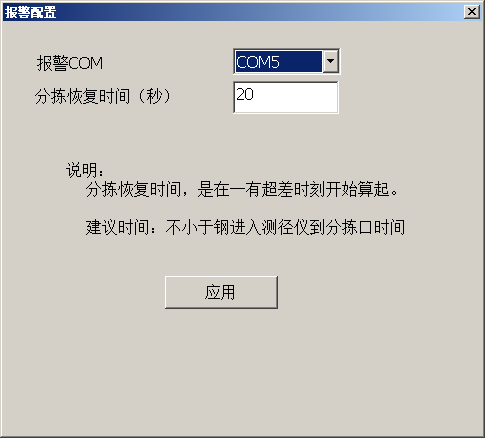 报警配置
报警COM COM5
分拣恢复时间（秒） 20
说明：
分拣恢复时间，是在一有超差时刻开始算起。
建议时间：不小于钢进入测径仪到分拣口时间
应用